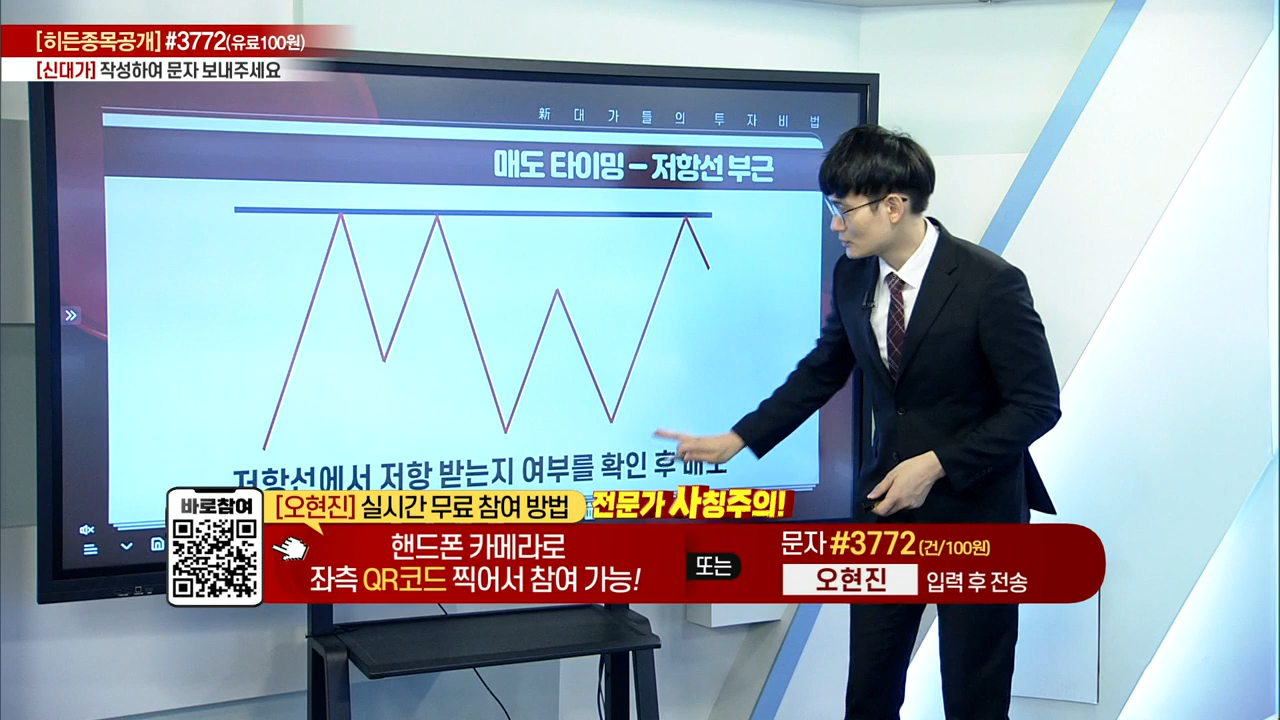 [히든종목공개] #3772(유료100원)
[신대가] 작성하여 문자 보내주세요
新 대 가 들 의 투 자 비 법
매도 타이밍 - 저항선 부근
저항선에서 저항 받는지 여부를 확인 후 매도
바로참여
[오현진] 실시간 무료 참여 방법
전문가 사칭주의!
핸드폰 카메라로
좌측 QR코드 찍어서 참여 가능!
또는
문자 #3772 (건/100원)
오현진 입력 후 전송